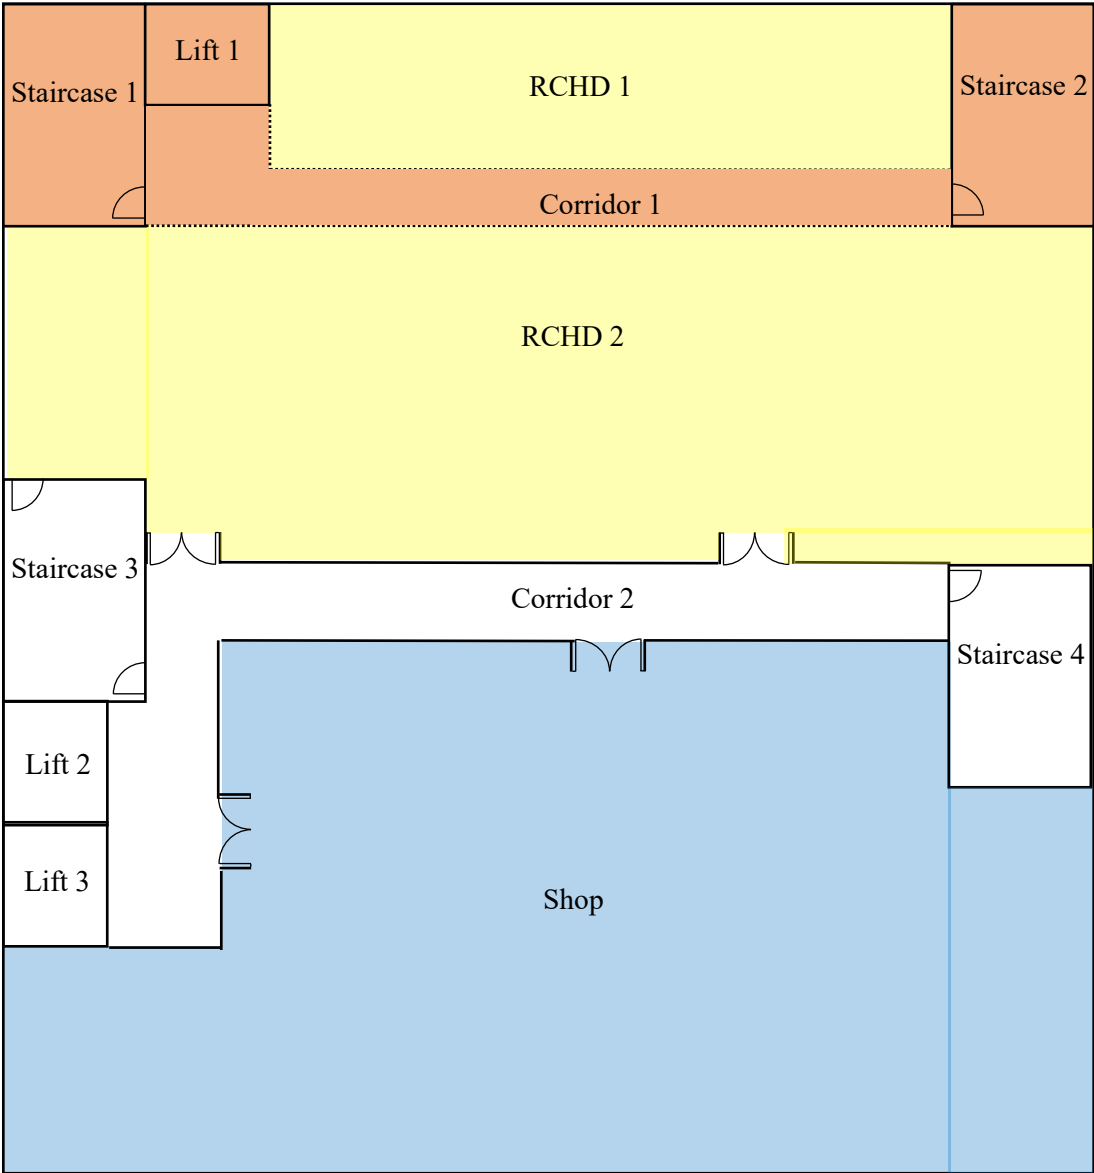 Lift 1
Staircase 1
RCHD 1
Staircase 2
Corridor 1
RCHD 2
Staircase 3
Corridor 2
Staircase 4
Lift 2
Lift 3
Shop